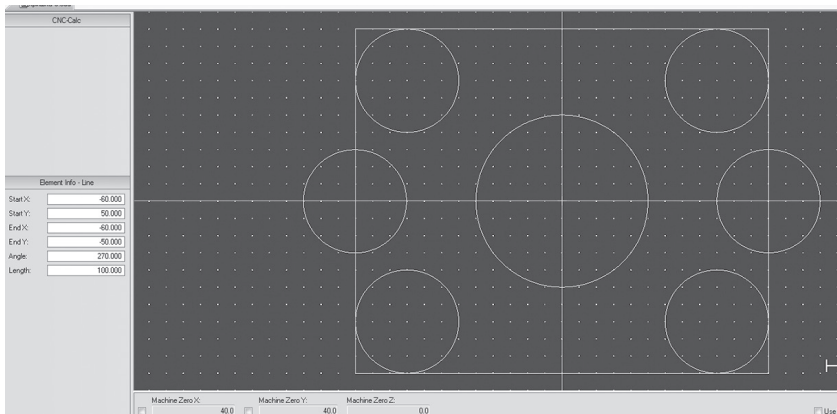 CNC-Calc
Element Info - Line
Start X: -60.000
Start Y: 50.000
End X: -60.000
End Y: -50.000
Angle: 270.000
Length: 100.000
Machine Zero X: Machine Zero Y: Machine Zero Z:
40.0 40.0 0.0
Use